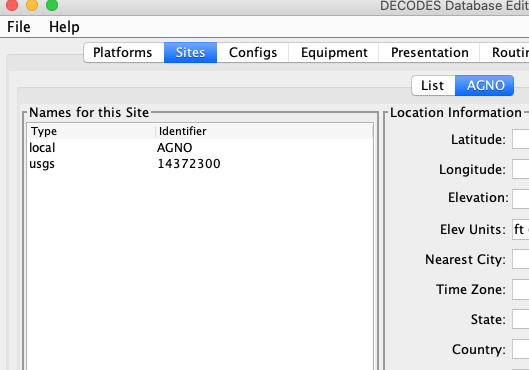 DECODES Database Edit
File Help
Platforms Sites Configs Equipment Presentation Routin
List AGNO
Names for this Site
Type Identifier
local AGNO
usgs 14372300
Location Information
Latitude:
Longitude:
Elevation:
Elev Units: ft
Nearest City:
Time Zone:
State:
Country: